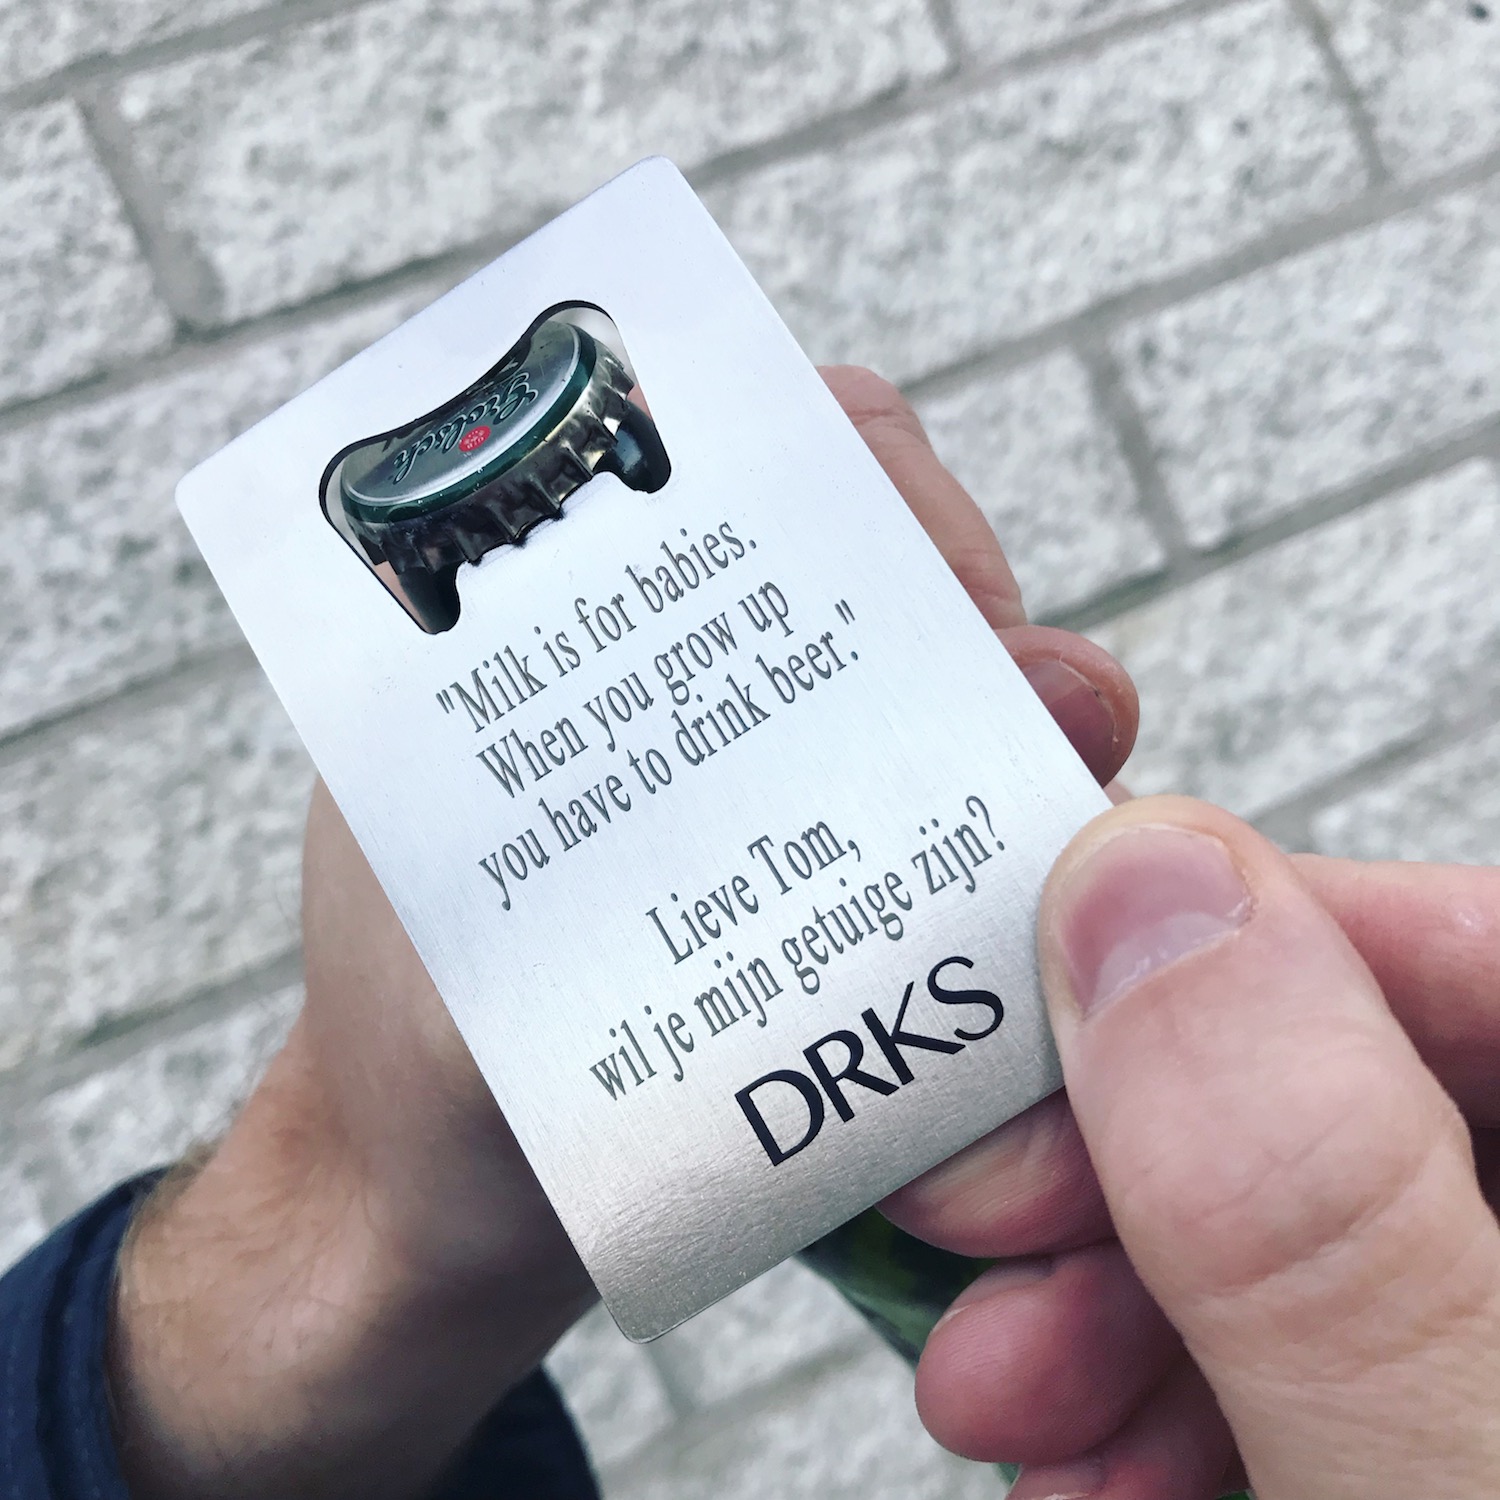 Grolsch
"Milk is for babies.
When you grow up
you have to drink beer."
Lieve Tom,
wil je mijn getuige zijn?
DRKS